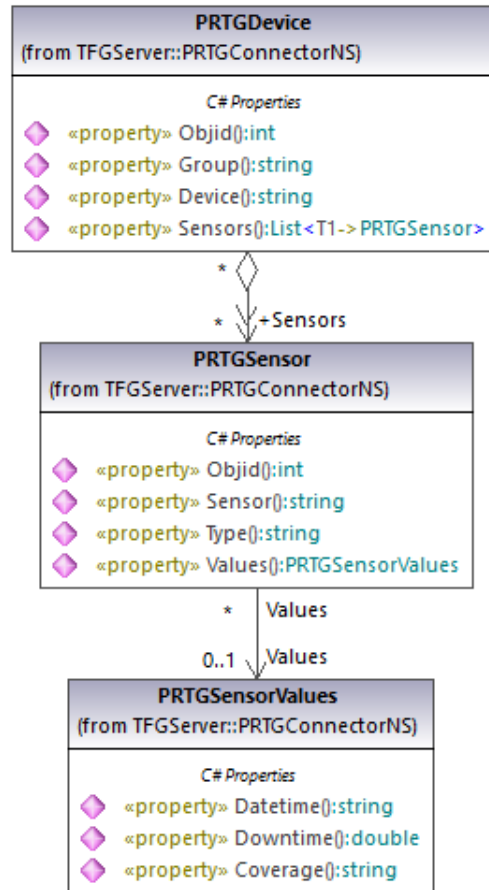 PRTGDevice
(from TFGServer::PRTGConnectorNS)
C# Properties
«property» Objid():int
«property» Group():string
«property» Device():string
«property» Sensors():List<T1->PRTGSensor>
*
* +Sensors
PRTGSensor
(from TFGServer::PRTGConnectorNS)
C# Properties
«property» Objid():int
«property» Sensor():string
«property» Type():string
«property» Values():PRTGSensorValues
* Values
0..1 Values
PRTGSensorValues
(from TFGServer::PRTGConnectorNS)
C# Properties
«property» Datetime():string
«property» Downtime():double
«property» Coverage():string